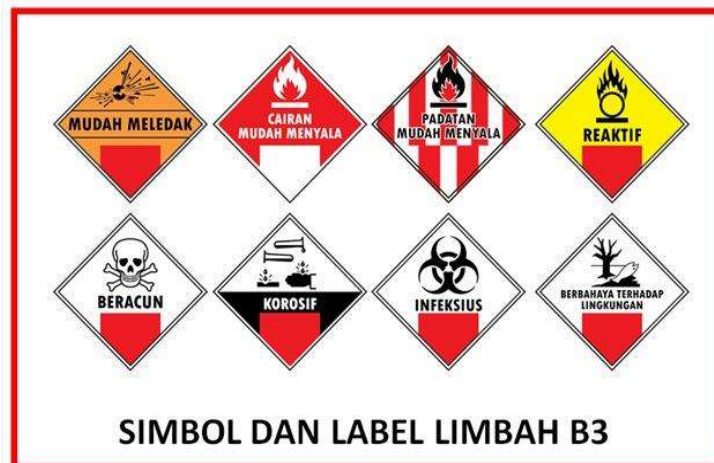 MUDAH MELEDAK
CAIRAN
MUDAH MENYALA
PADATAN
MUDAH MENYALA
REAKTIF
BERACUN
KOROSIF
INFEKSIUS
BERBAHAYA TERHADAP
LINGKUNGAN
SIMBOL DAN LABEL LIMBAH B3